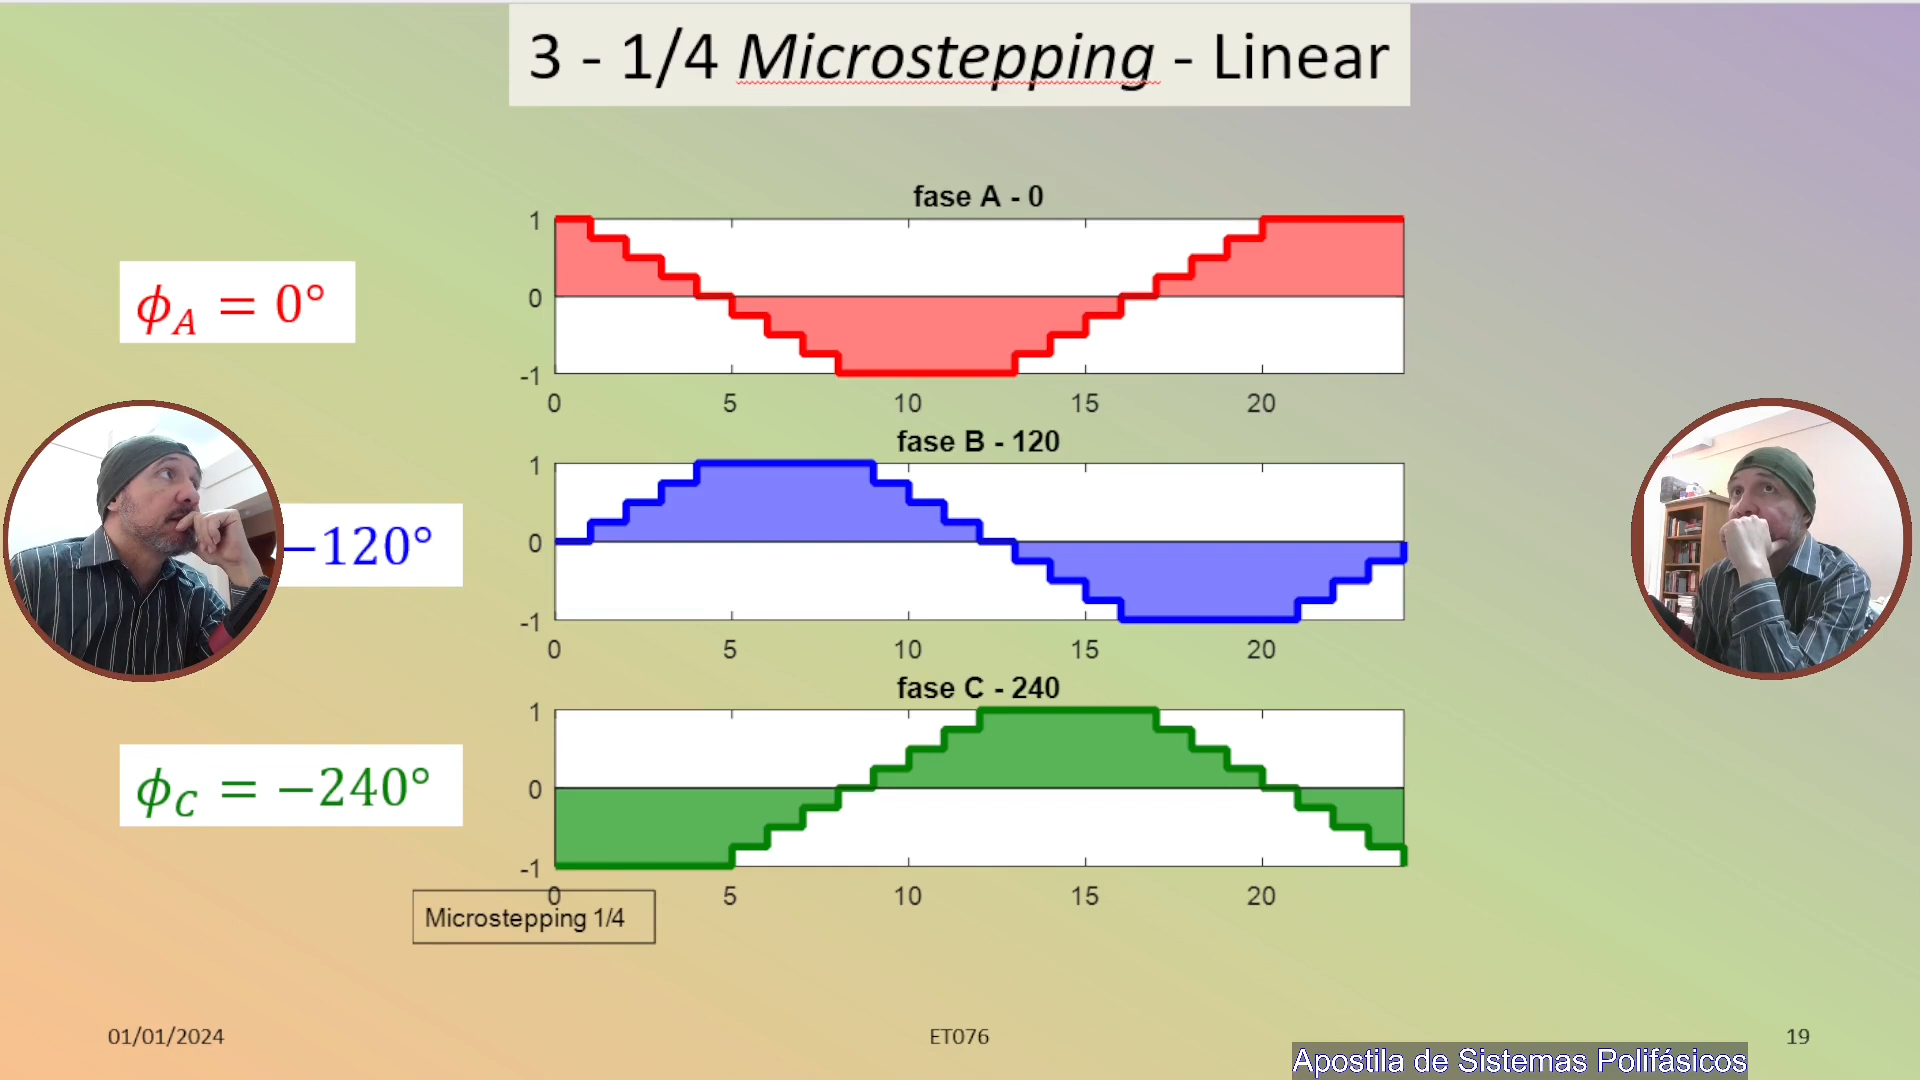 3 - 1/4 Microstepping - Linear
fase A - 0
1
0
-1
0 5 10 15 20
ϕA = 0°
fase B - 120
1
0
-1
0 5 10 15 20
−120°
fase C - 240
1
0
-1
0 5 10 15 20
ϕC = −240°
Microstepping 1/4
01/01/2024
ET076
19
Apostila de Sistemas Polifásicos